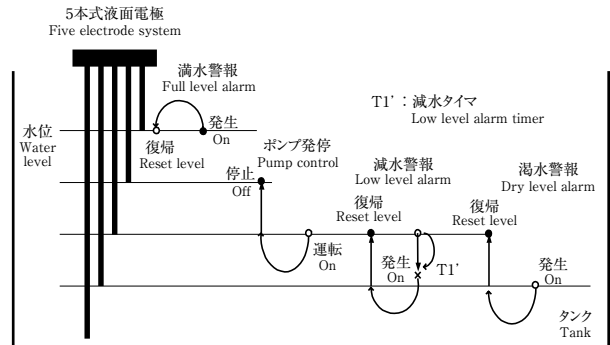 5本式液面電極
Five electrode system
満水警報
Full level alarm
T1’：減水タイマ
Low level alarm timer
水位
Water
level
発生
On
復帰
Reset level
ポンプ発停
Pump control
停止
Off
運転
On
減水警報
Low level alarm
復帰
Reset level
発生
On
T1’
渇水警報
Dry level alarm
復帰
Reset level
発生
On
タンク
Tank